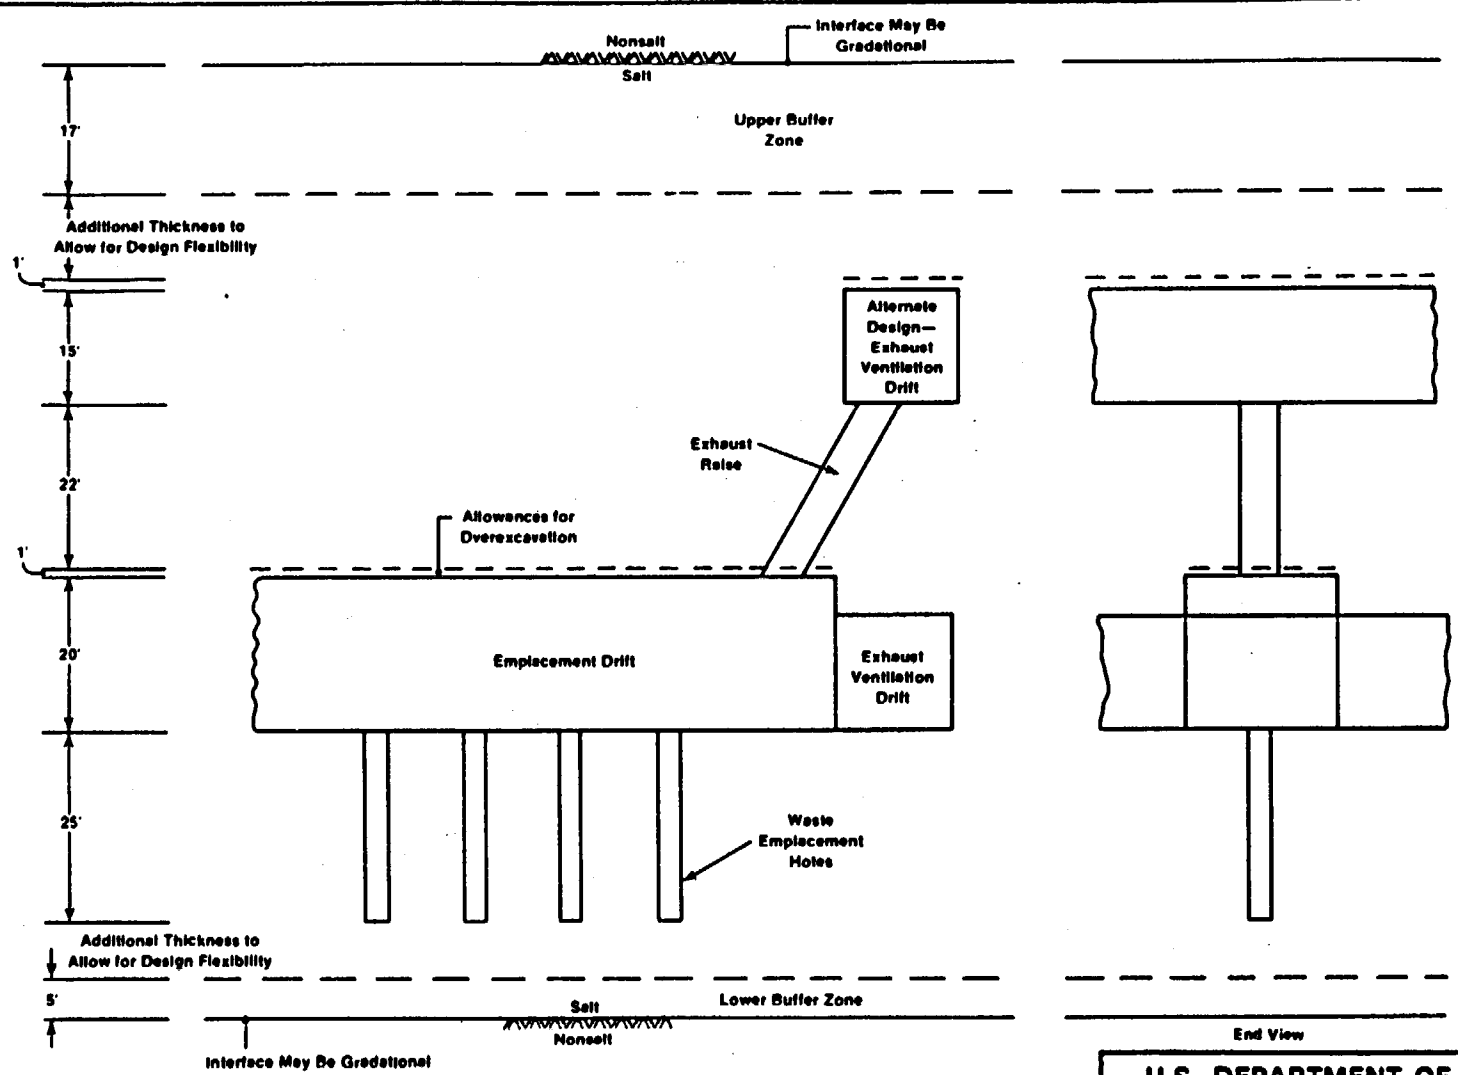 Nonsalt
Interface May Be
Gradational
Salt
Upper Buffer
Zone
17'
Additional Thickness to
Allow for Design Flexibility
1'
15'
Alternate
Design—
Exhaust
Ventilation
Drift
Exhaust
Raise
22'
Allowances for
Overexcavation
1'
20'
Emplacement Drift
Exhaust
Ventilation
Drift
25'
Waste
Emplacement
Holes
Additional Thickness to
Allow for Design Flexibility
5'
Salt
Lower Buffer Zone
Nonsalt
Interface May Be Gradational
End View
U.S. DEPARTMENT OF